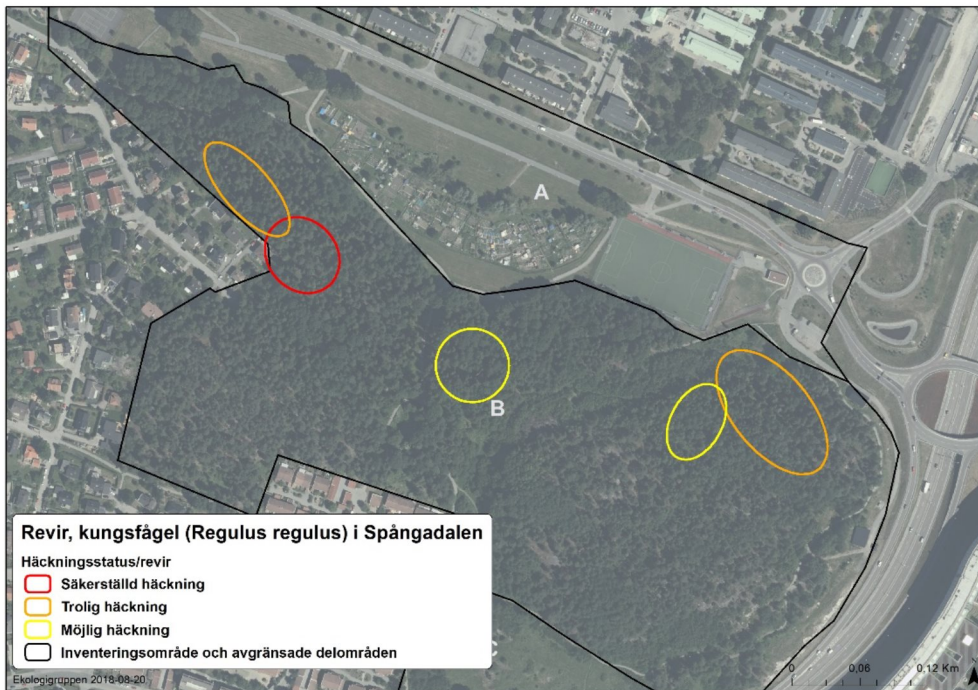 A
B
C
Revir, kungsfågel (Regulus regulus) i Spångadalen
Häckningsstatus/revir
Säkerställd häckning
Trolig häckning
Möjlig häckning
Inventeringsområde och avgränsade delområden
Ekologigruppen 2018-08-20
0 0,06 0,12 Km